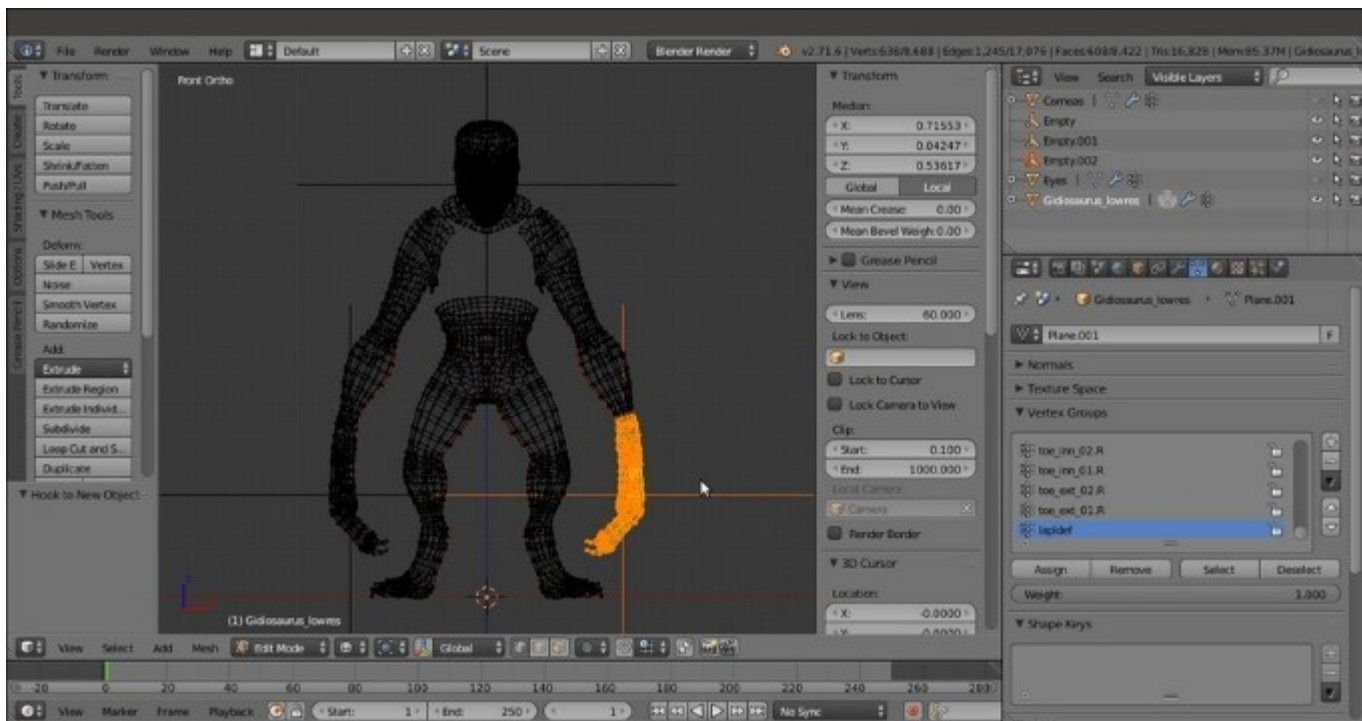 File Render Window Help Default Scene Blender Render v2.71.6 | Verts:636/8,688 | Edges:1,245/17,076 | Faces:608/8,422 | Tris:16,828 | Mem:85.37M | Gidiosaurus_l
Tools
Create
Shading / UVs
Options
Grease Pencil
Transform
Translate
Rotate
Scale
Shrink/Fatten
Push/Pull
Mesh Tools
Deform:
Slide E Vertex
Noise
Smooth Vertex
Randomize
Add:
Extrude
Extrude Region
Extrude Individ...
Subdivide
Loop Cut and S...
Duplicate
Hook to New Object
Front Ortho
(1) Gidiosaurus_lowres
Transform
Median:
X: 0.71553
Y: 0.04247
Z: 0.53617
Global Local
Mean Crease: 0.00
Mean Bevel Weigh: 0.00
Grease Pencil
View
Lens: 60.000
Lock to Object:
Lock to Cursor
Lock Camera to View
Clip:
Start: 0.100
End: 1000.000
Local Camera:
Camera
Render Border
3D Cursor
Location:
X: -0.0000
View Search Visible Layers
Corneas
Empty
Empty.001
Empty.002
Eyes
Gidiosaurus_lowres
Gidiosaurus_lowres Plane.001
Plane.001 F
Normals
Texture Space
Vertex Groups
toe_inn_02.R
toe_inn_01.R
toe_ext_02.R
toe_ext_01.R
lapidef
Assign Remove Select Deselect
Weight: 1.000
Shape Keys
View Select Add Mesh Edit Mode Global
-20 0 20 40 60 80 100 120 140 160 180 200 220 240 260 280
View Marker Frame Playback Start: 1 End: 250 1 No Sync